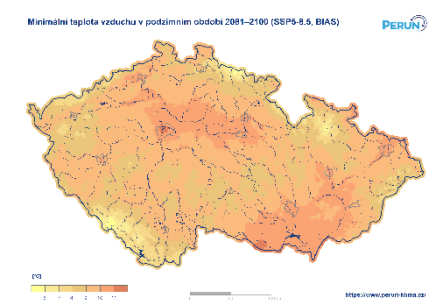 Minimální teplota vzduchu v podzimním období 2081–2100 (SSP5-8.5, BIAS)
PERUN
[°C]
https://www.perun-klima.cz/